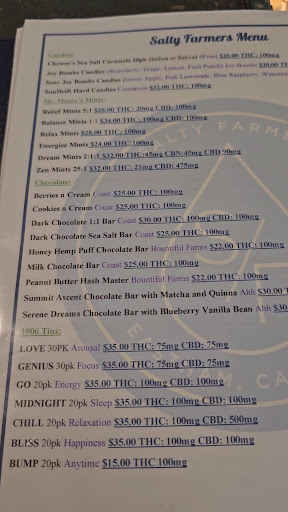 Salty Farmers Menu
Candies:
Chewee's Sea Salt Caramels 20pk (Indica or Sativa) $20.00 THC: 100mg
Joy Bombs Candies (Strawberry, Grape, Lemon, Fruit Punch) Joy Bombs $20.00
Sour Joy Bombs Candies (Green Apple, Pink Lemonade, Blue Raspberry,
SunDrift Hard Candies Cinnamon $32.00 THC: 100mg
Mr. Moxey's Mints:
Relief Mints 5:1 $28.00 THC: 20mg CBD: 100mg
Balance Mints 1:1 $34.00 THC: 100mg CBD: 100mg
Relax Mints $28.00 THC: 100mg
Energize Mints $24.00 THC: 100mg
Dream Mints 2:1:1 $32 THC:45mg CBN:45mg CBD 90mg
Zen Mints 25:1 $32 THC: 21mg CBD: 475mg
Chocolate:
Berries n Cream Coast $25.00 THC: 100mg
Cookies n Cream Coast $25.00 THC: 100mg
Dark Chocolate 1:1 Bar Coast $30.00 THC: 100mg CBD: 100mg
Dark Chocolate Sea Salt Bar Coast $25.00 THC: 100mg
Honey Hemp Puff Chocolate Bar Bountiful Farms $22.00 THC: 100mg
Milk Chocolate Bar Coast $25.00 THC: 100mg
Peanut Butter Hash Master Bountiful Farms $22.00 THC: 100mg
Summit Ascent Chocolate Bar with Matcha and Quinoa Ahh $30.00
Serene Dreams Chocolate Bar with Blueberry Vanilla Bean Ahh $30
1906 Tins:
LOVE 30PK Arousal $35.00 THC: 75mg CBD: 75mg
GENIUS 30pk Focus $35.00 THC: 75mg CBD: 75mg
GO 20pk Energy $35.00 THC: 100mg CBD: 100mg
MIDNIGHT 20pk Sleep $35.00 THC: 100mg CBD: 100mg
CHILL 20pk Relaxation $35.00 THC: 100mg CBD: 500mg
BLISS 20pk Happiness $35.00 THC: 100mg CBD: 100mg
BUMP 20pk Anytime $15.00 THC 100mg